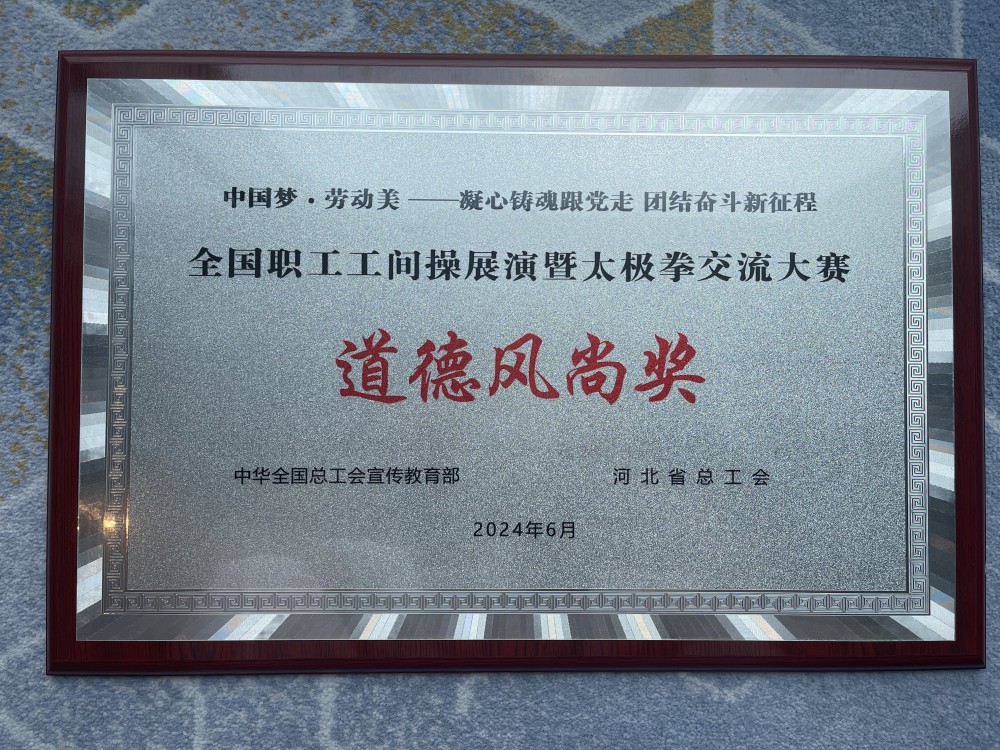 中国梦·劳动美——凝心铸魂跟党走 团结奋斗新征程
全国职工工间操展演暨太极拳交流大赛
道德风尚奖
中华全国总工会宣传教育部 河北省总工会
2024年6月